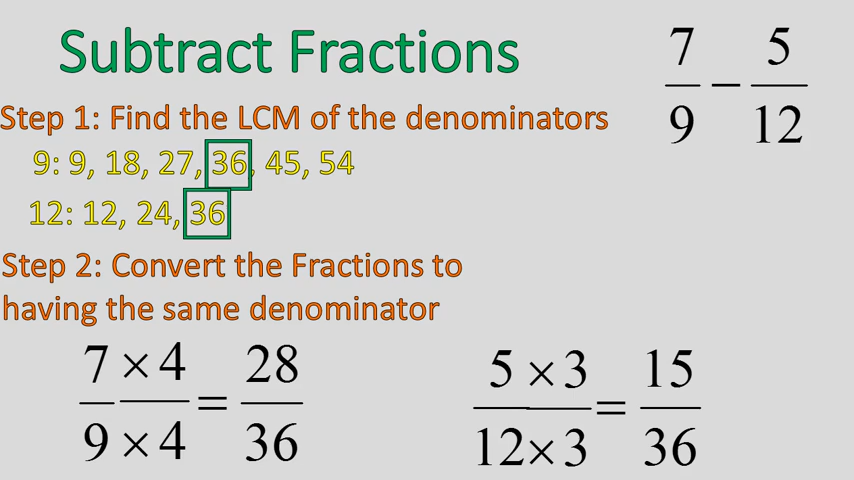 Subtract Fractions
7/9 − 5/12
Step 1: Find the LCM of the denominators
9: 9, 18, 27, 36, 45, 54
12: 12, 24, 36
Step 2: Convert the Fractions to
having the same denominator
7 × 4 / 9 × 4 = 28/36
5 × 3 / 12 × 3 = 15/36